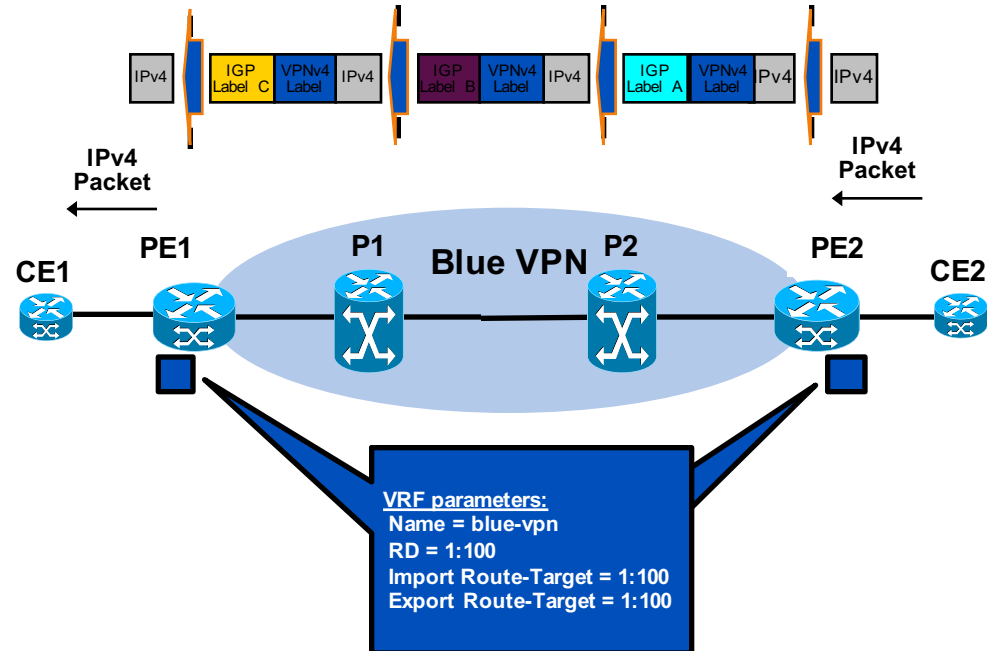 IPv4
IGP
Label C
VPNv4
Label
IPv4
IGP
Label B
VPNv4
Label
IPv4
IGP
Label A
VPNv4
Label
IPv4
IPv4
IPv4
Packet
IPv4
Packet
CE1
PE1
P1
Blue VPN
P2
PE2
CE2
VRF parameters:
Name = blue-vpn
RD = 1:100
Import Route-Target = 1:100
Export Route-Target = 1:100